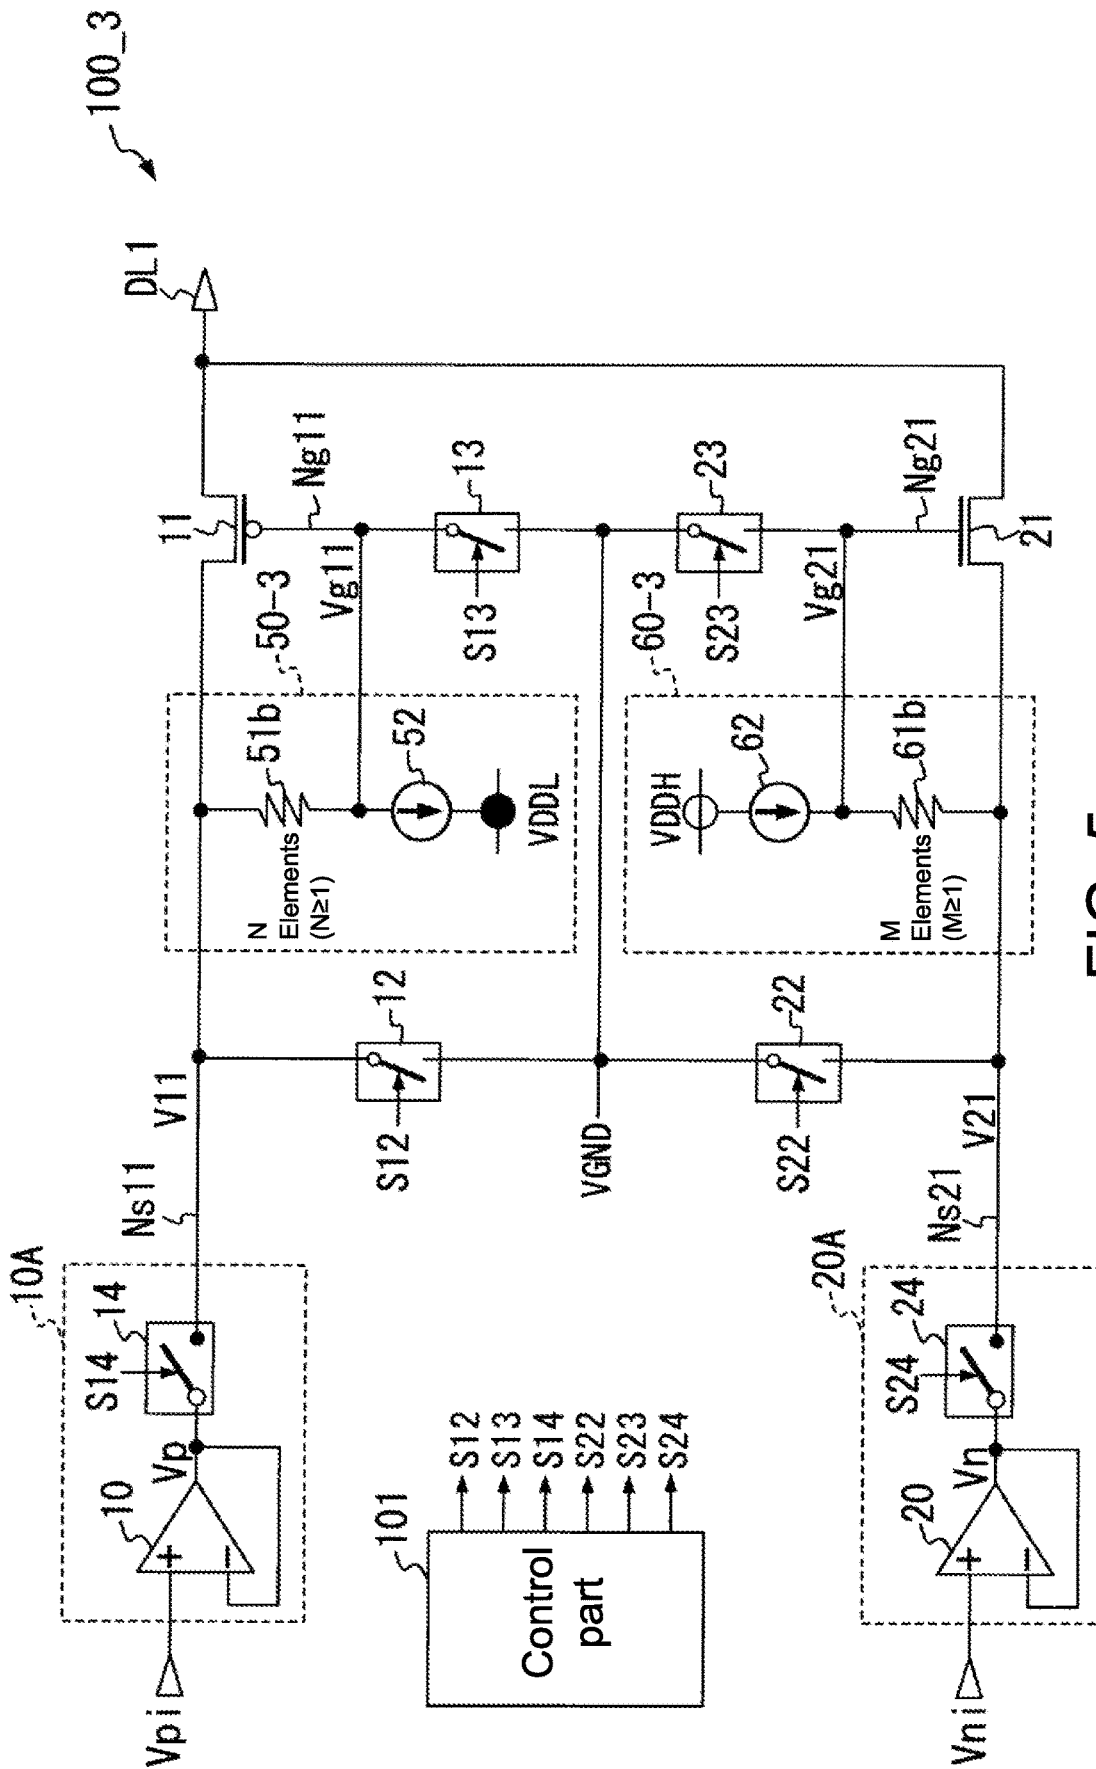 100_3
DL1
10A
S14
14
Vp
10
Vpi
Ns11
V11
S12
12
N
Elements
(N≥1)
51b
52
VDDL
50-3
11
Ng11
Vg11
S13
13
101
Control
part
S12
S13
S14
S22
S23
S24
VGND
S22
22
VDDH
62
M
Elements
(M≥1)
61b
60-3
S23
23
Vg21
Ng21
21
20A
S24
24
Vn
20
Vni
Ns21
V21